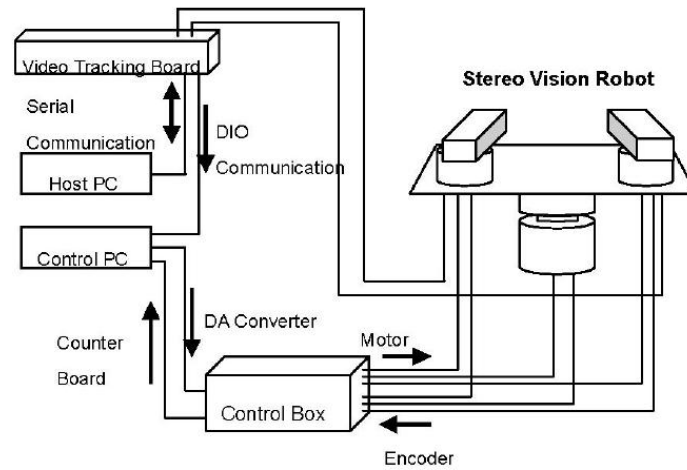 Video Tracking Board
Stereo Vision Robot
Serial
Communication
DIO
Communication
Host PC
Control PC
DA Converter
Counter
Board
Motor
Control Box
Encoder